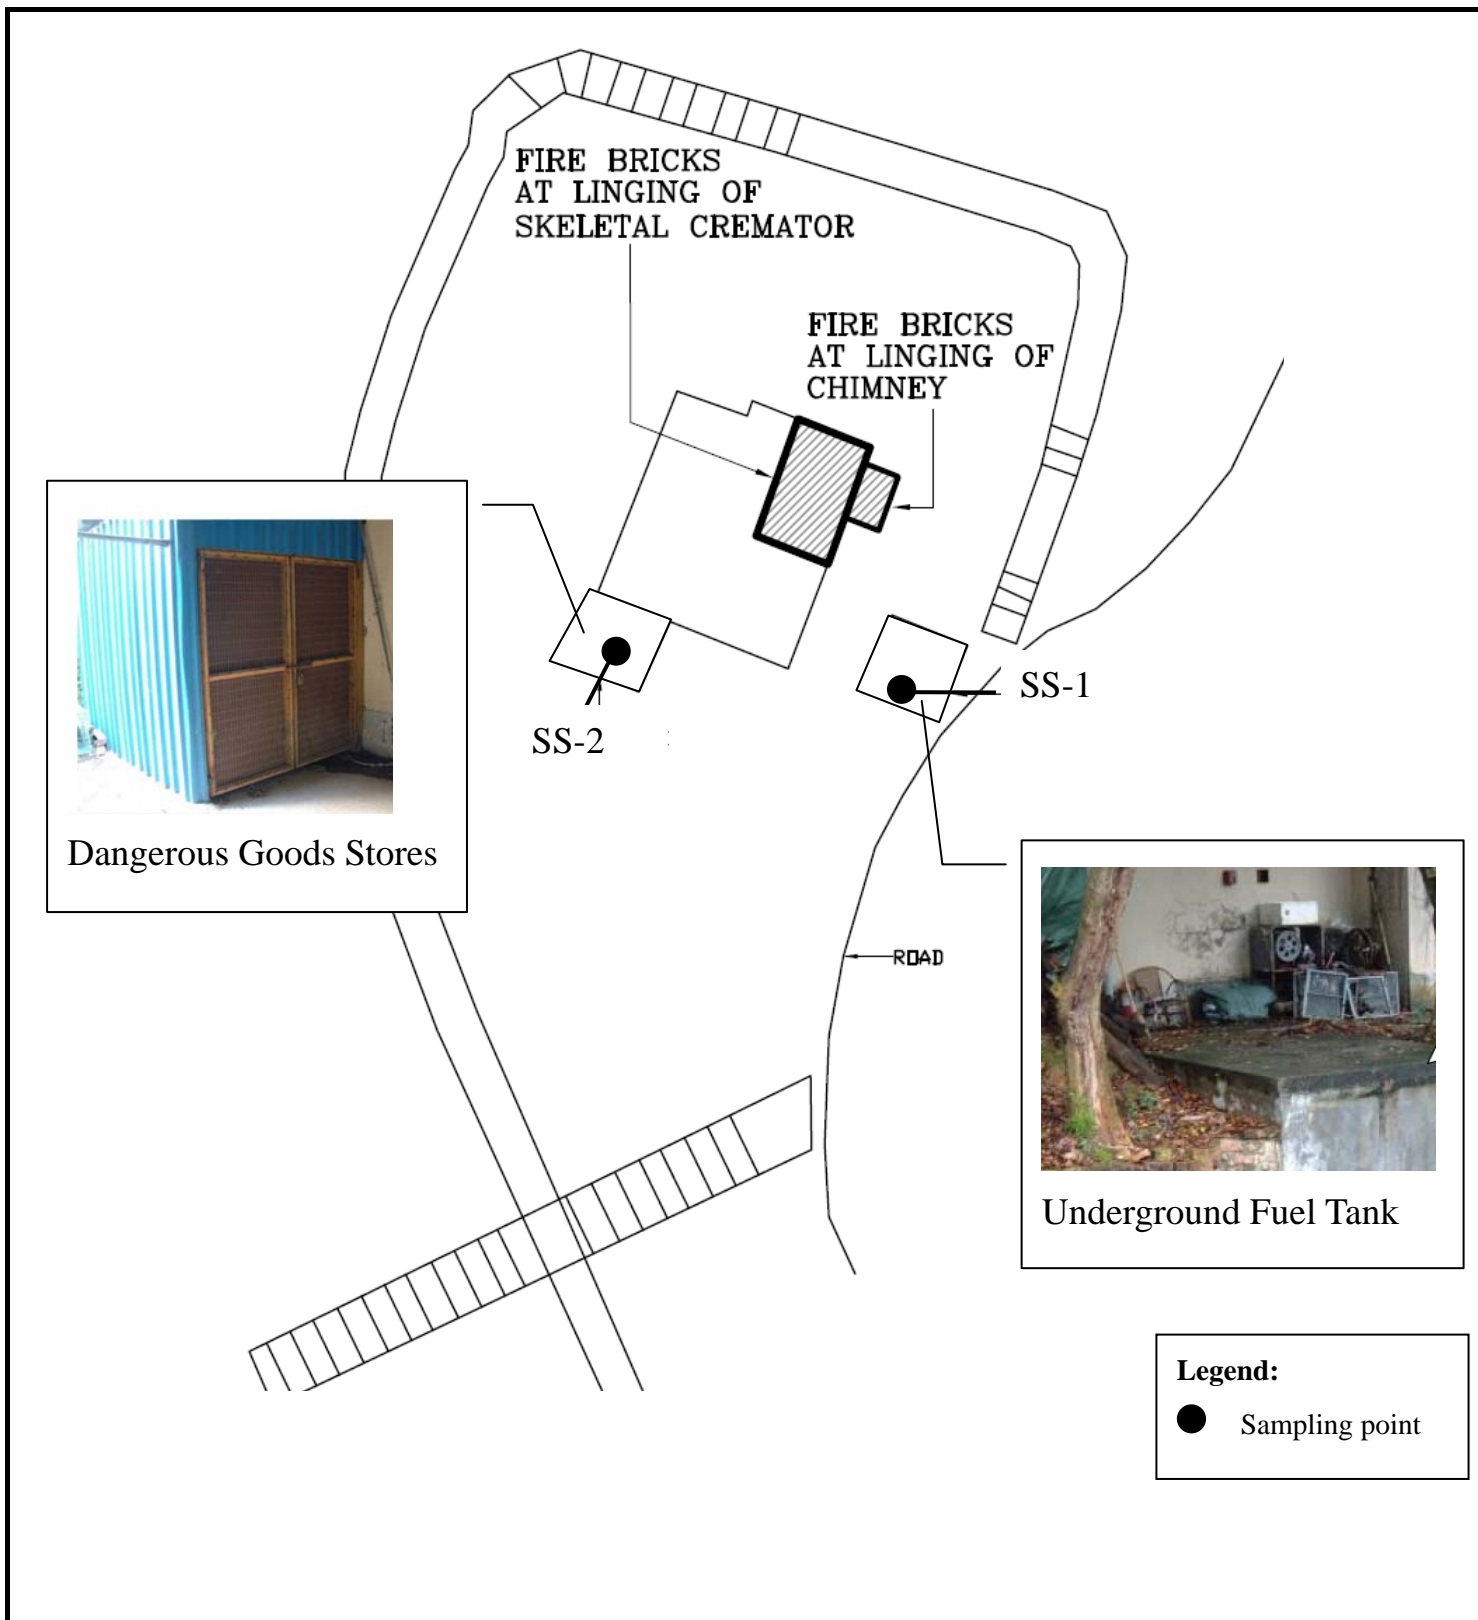 FIRE BRICKS
AT LINGING OF
SKELETAL CREMATOR
FIRE BRICKS
AT LINGING OF
CHIMNEY
SS-1
SS-2
Dangerous Goods Stores
ROAD
Underground Fuel Tank
Legend:
Sampling point